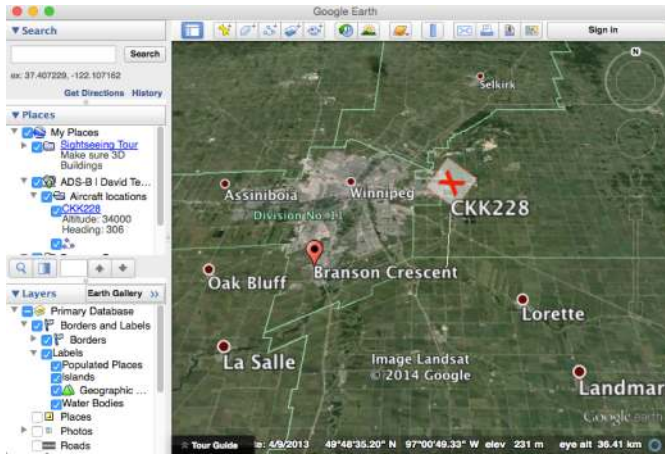 Google Earth
▼ Search
Search
ex: 37.407229, -122.107162
Get Directions History
▼ Places
My Places
Sightseeing Tour
Make sure 3D
Buildings
ADS-B | David Te...
Aircraft locations
CKK228
Altitude: 34000
Heading: 306
▼ Layers
Earth Gallery >>
Primary Database
Borders and Labels
Borders
Labels
Populated Places
Islands
Geographic ...
Water Bodies
Places
Photos
Roads
Sign in
N
Selkirk
Assiniboia
Winnipeg
Division No. 11
CKK228
Oak Bluff
Branson Crescent
Lorette
La Salle
Image Landsat
© 2014 Google
Landmar
Google earth
Tour Guide
te: 4/9/2013 49°48'35.20" N 97°00'49.33" W elev 231 m eye alt 36.41 km